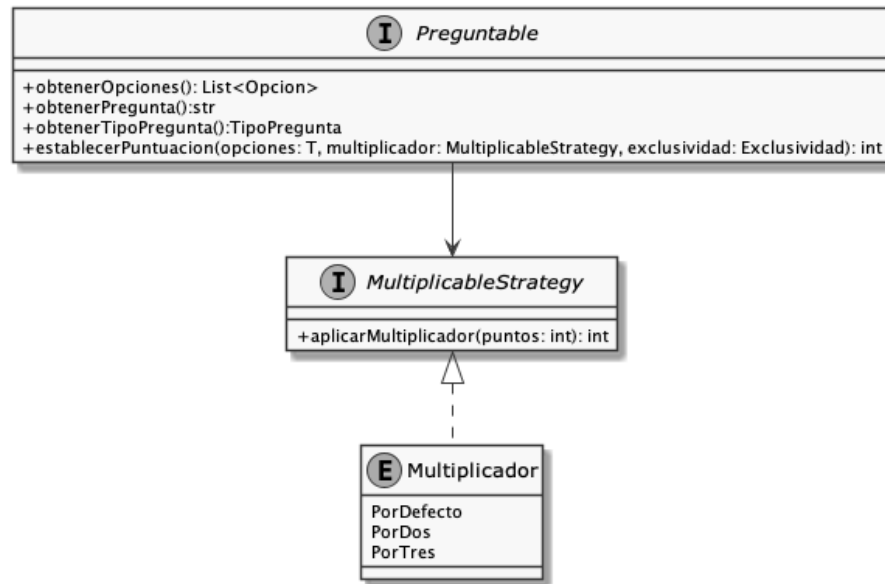 I Preguntable
+obtenerOpciones(): List<Opcion>
+obtenerPregunta():str
+obtenerTipoPregunta():TipoPregunta
+establecerPuntuacion(opciones: T, multiplicador: MultiplicableStrategy, exclusividad: Exclusividad): int
I MultiplicableStrategy
+aplicarMultiplicador(puntos: int): int
E Multiplicador
PorDefecto
PorDos
PorTres